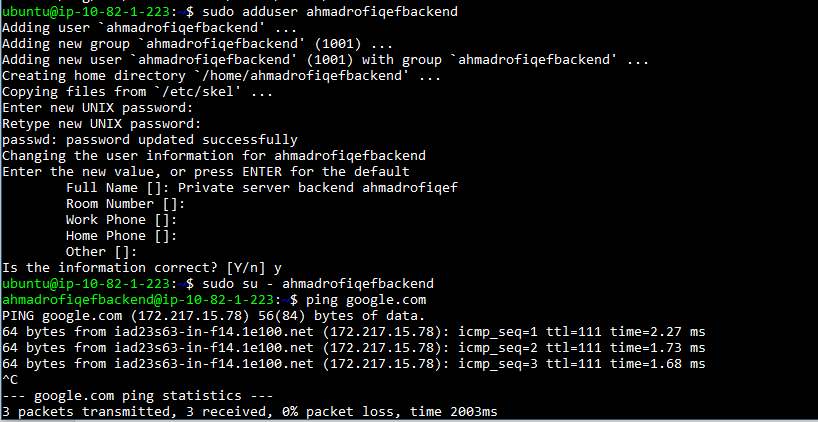 ubuntu@ip-10-82-1-223:~$ sudo adduser ahmadrofiqefbackend
Adding user `ahmadrofiqefbackend' ...
Adding new group `ahmadrofiqefbackend' (1001) ...
Adding new user `ahmadrofiqefbackend' (1001) with group `ahmadrofiqefbackend' ...
Creating home directory `/home/ahmadrofiqefbackend' ...
Copying files from `/etc/skel' ...
Enter new UNIX password:
Retype new UNIX password:
passwd: password updated successfully
Changing the user information for ahmadrofiqefbackend
Enter the new value, or press ENTER for the default
        Full Name []: Private server backend ahmadrofiqef
        Room Number []:
        Work Phone []:
        Home Phone []:
        Other []:
Is the information correct? [Y/n] y
ubuntu@ip-10-82-1-223:~$ sudo su - ahmadrofiqefbackend
ahmadrofiqefbackend@ip-10-82-1-223:~$ ping google.com
PING google.com (172.217.15.78) 56(84) bytes of data.
64 bytes from iad23s63-in-f14.1e100.net (172.217.15.78): icmp_seq=1 ttl=111 time=2.27 ms
64 bytes from iad23s63-in-f14.1e100.net (172.217.15.78): icmp_seq=2 ttl=111 time=1.73 ms
64 bytes from iad23s63-in-f14.1e100.net (172.217.15.78): icmp_seq=3 ttl=111 time=1.68 ms
^C
--- google.com ping statistics ---
3 packets transmitted, 3 received, 0% packet loss, time 2003ms